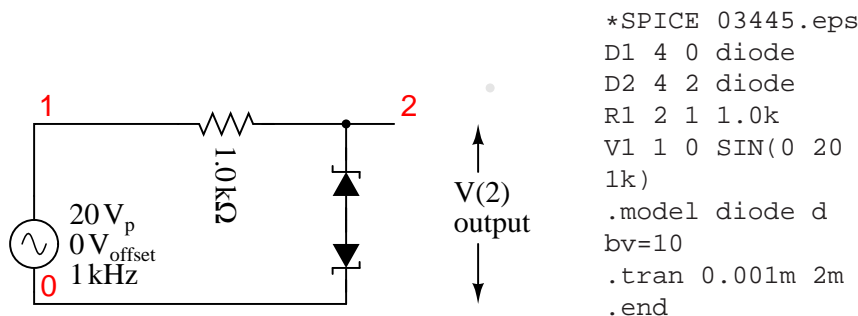 1
2
1.0 kΩ
20 Vp
0 Voffset
1 kHz
0
V(2)
output
*SPICE 03445.eps
D1 4 0 diode
D2 4 2 diode
R1 2 1 1.0k
V1 1 0 SIN(0 20
1k)
.model diode d
bv=10
.tran 0.001m 2m
.end